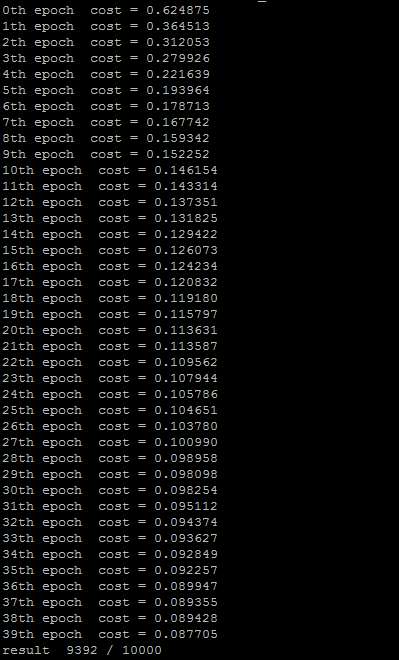 0th epoch  cost = 0.624875
1th epoch  cost = 0.364513
2th epoch  cost = 0.312053
3th epoch  cost = 0.279926
4th epoch  cost = 0.221639
5th epoch  cost = 0.193964
6th epoch  cost = 0.178713
7th epoch  cost = 0.167742
8th epoch  cost = 0.159342
9th epoch  cost = 0.152252
10th epoch  cost = 0.146154
11th epoch  cost = 0.143314
12th epoch  cost = 0.137351
13th epoch  cost = 0.131825
14th epoch  cost = 0.129422
15th epoch  cost = 0.126073
16th epoch  cost = 0.124234
17th epoch  cost = 0.120832
18th epoch  cost = 0.119180
19th epoch  cost = 0.115797
20th epoch  cost = 0.113631
21th epoch  cost = 0.113587
22th epoch  cost = 0.109562
23th epoch  cost = 0.107944
24th epoch  cost = 0.105786
25th epoch  cost = 0.104651
26th epoch  cost = 0.103780
27th epoch  cost = 0.100990
28th epoch  cost = 0.098958
29th epoch  cost = 0.098098
30th epoch  cost = 0.098254
31th epoch  cost = 0.095112
32th epoch  cost = 0.094374
33th epoch  cost = 0.093627
34th epoch  cost = 0.092849
35th epoch  cost = 0.092257
36th epoch  cost = 0.089947
37th epoch  cost = 0.089355
38th epoch  cost = 0.089428
39th epoch  cost = 0.087705
result  9392 / 10000